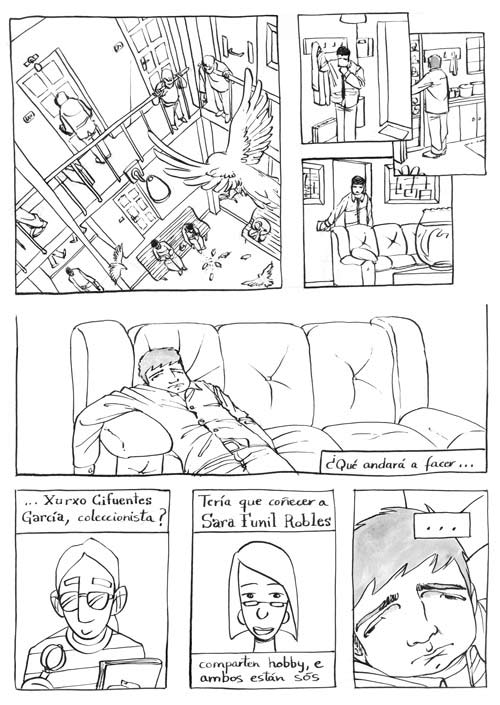 ¿Qué andará a facer ...
... Xurxo Cifuentes
García, coleccionista?
Tería que coñecer a
Sara Funil Robles
comparten hobby, e
ambos están sós
...